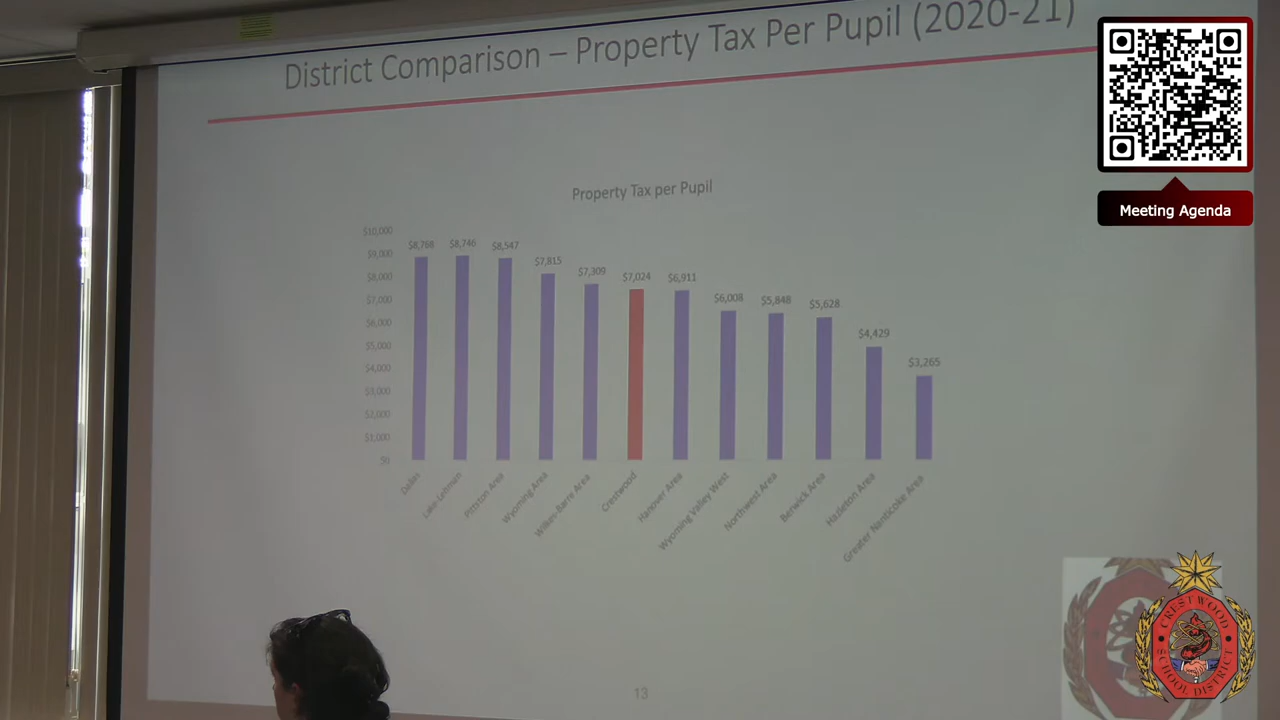 District Comparison – Property Tax Per Pupil (2020-21)
Meeting Agenda
Property Tax per Pupil
$10,000
$9,000
$8,000
$7,000
$6,000
$5,000
$4,000
$3,000
$2,000
$1,000
$0
$8,768
$8,746
$8,547
$7,815
$7,309
$7,024
$6,911
$6,008
$5,848
$5,628
$4,429
$3,265
Dallas
Lake-Lehman
Pittston Area
Wyoming Area
Wilkes-Barre Area
Crestwood
Hanover Area
Wyoming Valley West
Northwest Area
Berwick Area
Hazleton Area
Greater Nanticoke Area
13
CRESTWOOD
SCHOOL DISTRICT